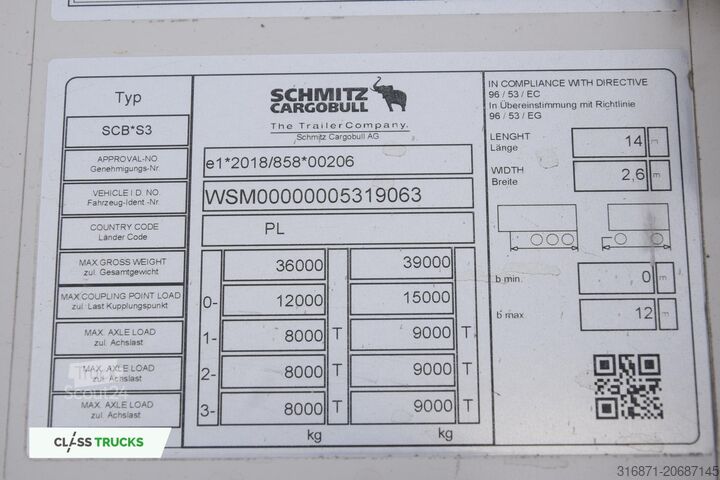 Typ
SCB*S3
APPROVAL-NO.
Genehmigungs-Nr.
VEHICLE I.D. NO.
Fahrzeug-Ident.-Nr.
COUNTRY CODE
Länder Code
MAX.GROSS WEIGHT
zul. Gesamtgewicht
MAX.COUPLING POINT LOAD
zul. Last Kupplungspunkt
MAX. AXLE LOAD
zul. Achslast
MAX. AXLE LOAD
zul. Achslast
MAX. AXLE LOAD
zul. Achslast
SCHMITZ
CARGOBULL
The TrailerCompany.
Schmitz Cargobull AG
e1*2018/858*00206
WSM00000005319063
PL
36000 39000
0- 12000 15000
1- 8000 T 9000 T
2- 8000 T 9000 T
3- 8000 T 9000 T
kg kg
IN COMPLIANCE WITH DIRECTIVE
96 / 53 / EC
In Übereinstimmung mit Richtlinie
96 / 53 / EG
LENGHT 14 m
Länge
WIDTH 2,6 m
Breite
b min. 0 m
b max 12 m
Truck
Scout24
CLASSTRUCKS
316871-20687145